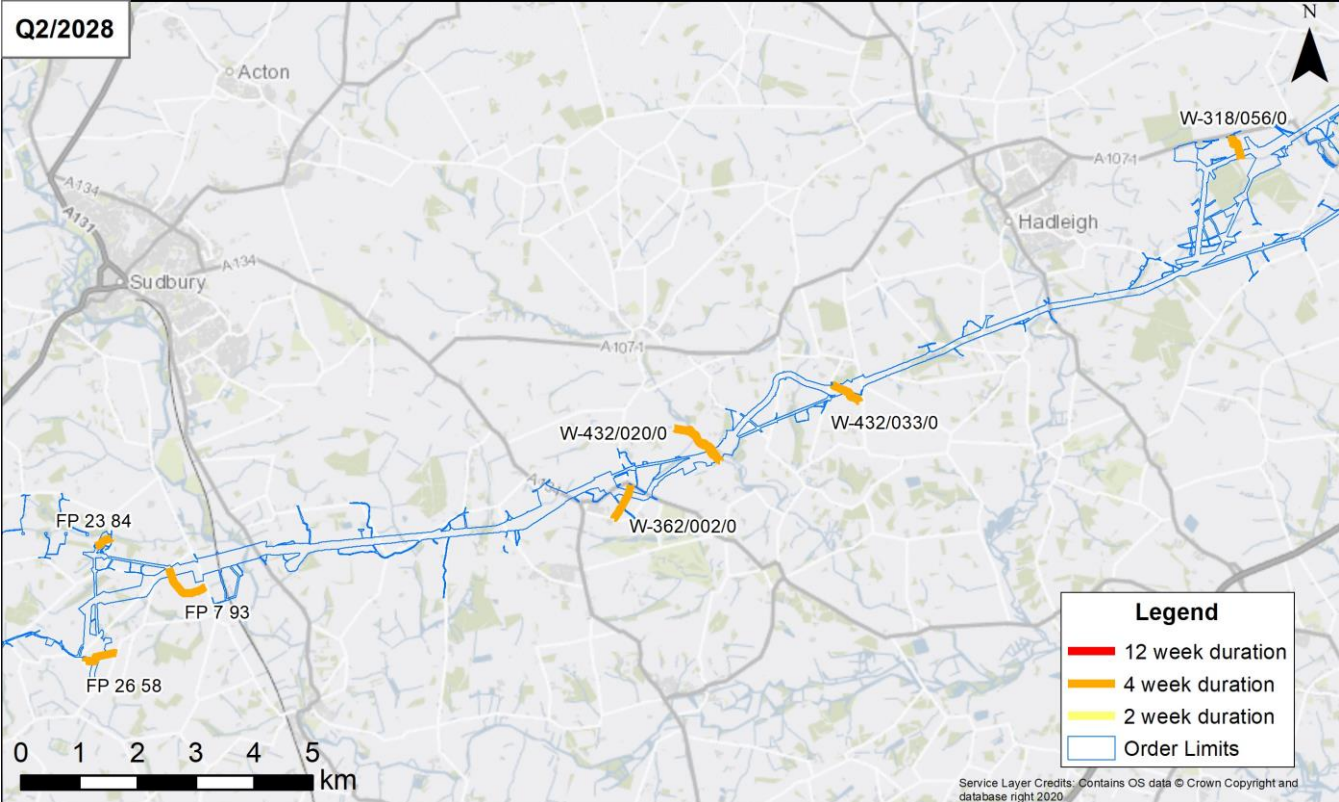 Q2/2028
N
Acton
W-318/056/0
A1071
A134
A131
Hadleigh
A134
Sudbury
A1071
W-432/033/0
W-432/020/0
A134
W-362/002/0
FP 23 84
FP 7 93
FP 26 58
Legend
12 week duration
4 week duration
2 week duration
Order Limits
0 1 2 3 4 5
km
Service Layer Credits: Contains OS data © Crown Copyright and
database right 2020